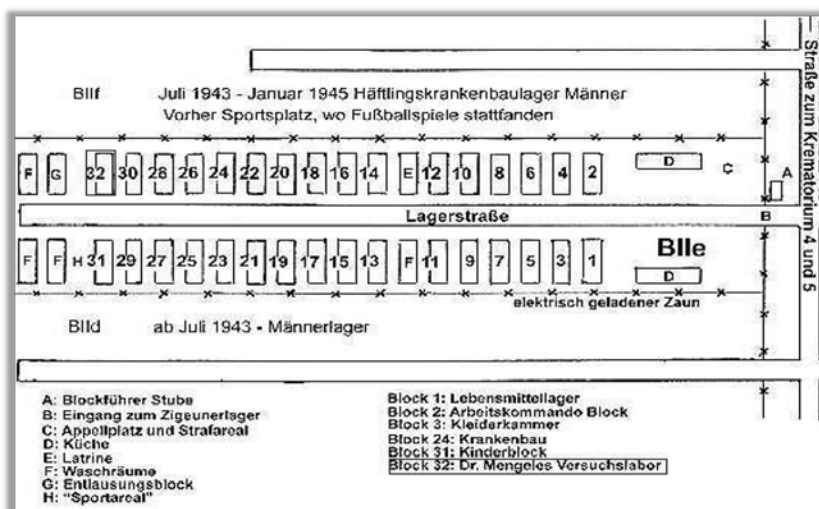 BIIf Juli 1943 - Januar 1945 Häftlingskrankenbaulager Männer
Vorher Sportsplatz, wo Fußballspiele stattfanden
F G 32 30 28 26 24 22 20 18 16 14 E 12 10 8 6 4 2 D C A
Lagerstraße B
F F H 31 29 27 25 23 21 19 17 15 13 F 11 9 7 5 3 1 BIIe D
elektrisch geladener Zaun
BIId ab Juli 1943 - Männerlager
Straße zum Krematorium 4 und 5
A: Blockführer Stube
B: Eingang zum Zigeunerlager
C: Appellplatz und Strafareal
D: Küche
E: Latrine
F: Waschräume
G: Entlausungsblock
H: "Sportareal"
Block 1: Lebensmittellager
Block 2: Arbeitskommando Block
Block 3: Kleiderkammer
Block 24: Krankenbau
Block 31: Kinderblock
Block 32: Dr. Mengeles Versuchslabor